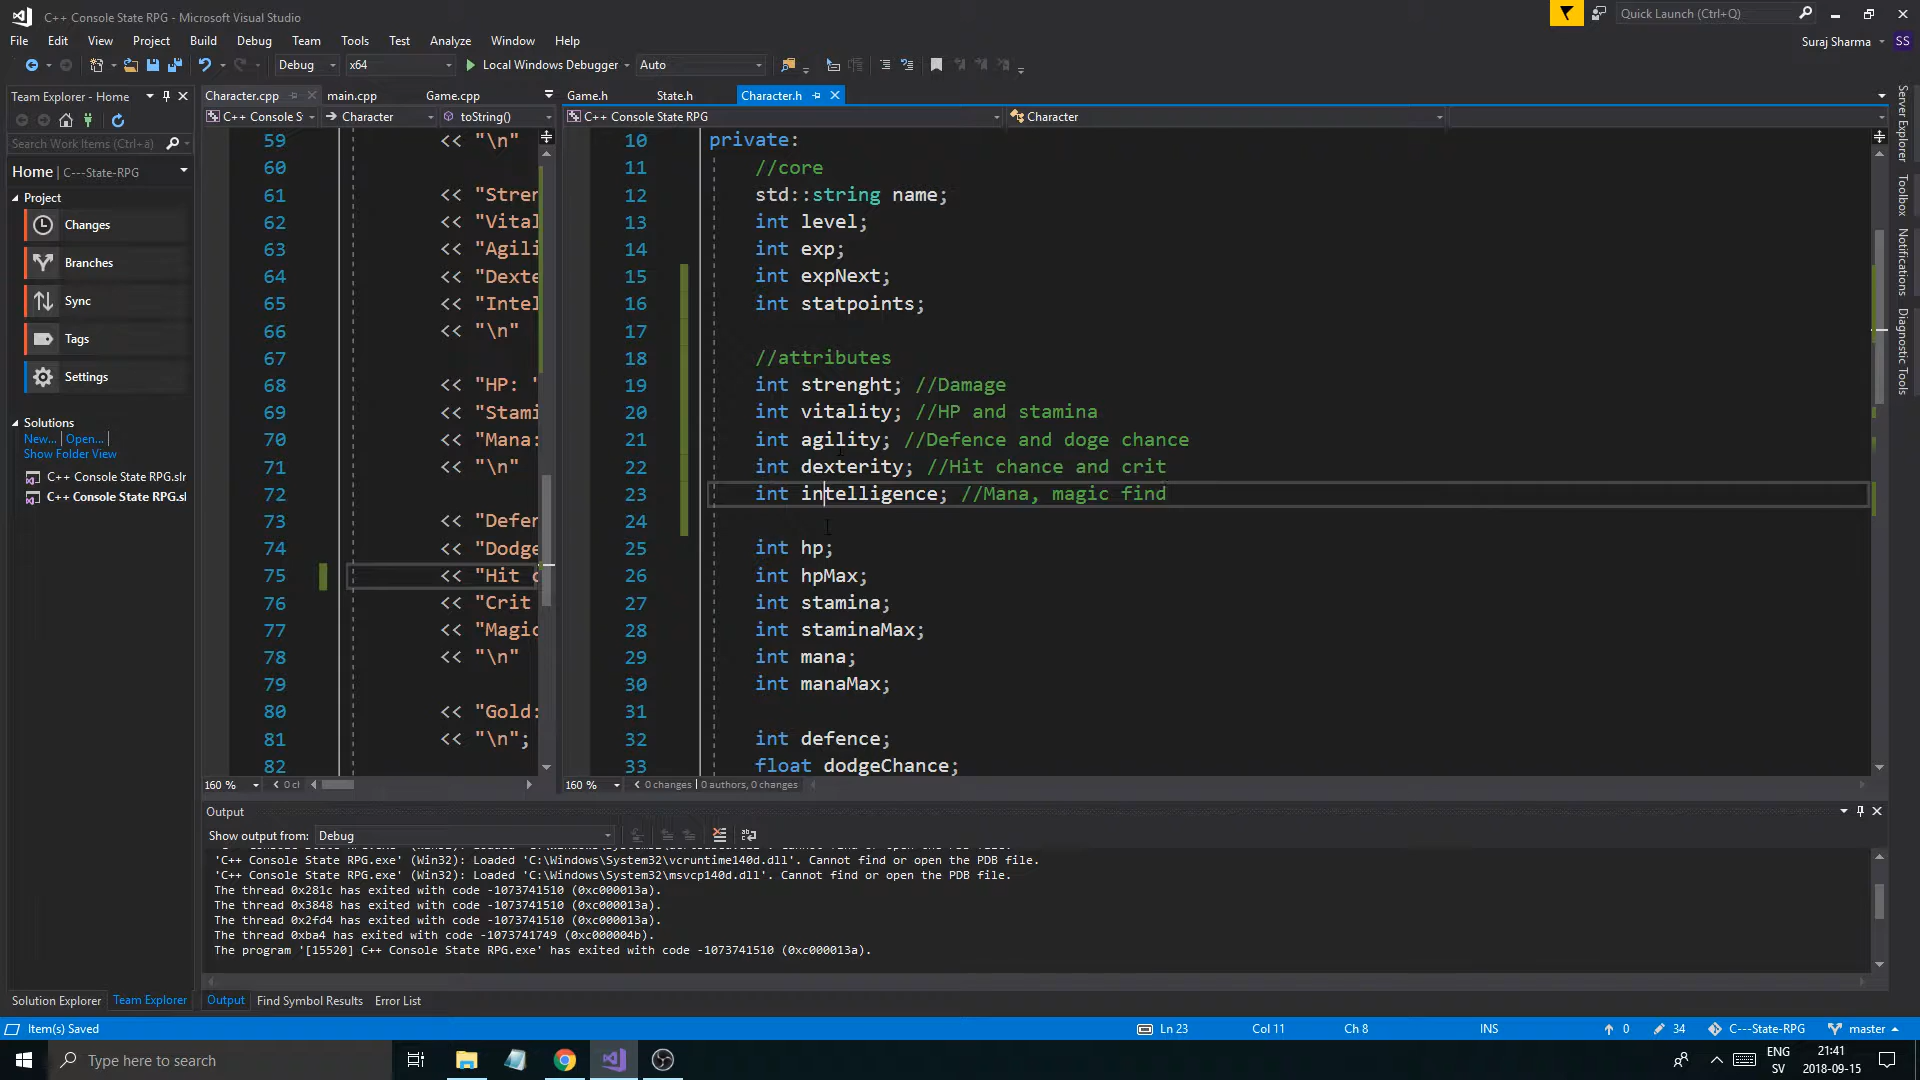 C++ Console State RPG - Microsoft Visual Studio
Quick Launch (Ctrl+Q)
File Edit View Project Build Debug Team Tools Test Analyze Window Help
Suraj Sharma SS
Debug x64 Local Windows Debugger Auto
Team Explorer - Home
Search Work Items (Ctrl+ä)
Home | C---State-RPG
Project
Changes
Branches
Sync
Tags
Settings
Solutions
New... | Open... |
Show Folder View
C++ Console State RPG.slr
C++ Console State RPG.sl
Solution Explorer Team Explorer
Character.cpp main.cpp Game.cpp
C++ Console S Character toString()
59 << "\n"
60
61 << "Stren
62 << "Vital
63 << "Agili
64 << "Dexte
65 << "Intel
66 << "\n"
67
68 << "HP: "
69 << "Stami
70 << "Mana:
71 << "\n"
72
73 << "Defen
74 << "Dodge
75 << "Hit c
76 << "Crit
77 << "Magic
78 << "\n"
79
80 << "Gold:
81 << "\n";
82
160 % 0 cl
Game.h State.h Character.h
C++ Console State RPG Character
10 private:
11 //core
12 std::string name;
13 int level;
14 int exp;
15 int expNext;
16 int statpoints;
17
18 //attributes
19 int strenght; //Damage
20 int vitality; //HP and stamina
21 int agility; //Defence and doge chance
22 int dexterity; //Hit chance and crit
23 int intelligence; //Mana, magic find
24
25 int hp;
26 int hpMax;
27 int stamina;
28 int staminaMax;
29 int mana;
30 int manaMax;
31
32 int defence;
33 float dodgeChance;
160 % 0 changes | 0 authors, 0 changes
Server Explorer
Toolbox
Notifications
Diagnostic Tools
Output
Show output from: Debug
'C++ Console State RPG.exe' (Win32): Loaded 'C:\Windows\System32\vcruntime140d.dll'. Cannot find or open the PDB file.
'C++ Console State RPG.exe' (Win32): Loaded 'C:\Windows\System32\msvcp140d.dll'. Cannot find or open the PDB file.
The thread 0x281c has exited with code -1073741510 (0xc000013a).
The thread 0x3848 has exited with code -1073741510 (0xc000013a).
The thread 0x2fd4 has exited with code -1073741510 (0xc000013a).
The thread 0xba4 has exited with code -1073741749 (0xc000004b).
The program '[15520] C++ Console State RPG.exe' has exited with code -1073741510 (0xc000013a).
Output Find Symbol Results Error List
Item(s) Saved Ln 23 Col 11 Ch 8 INS 0 34 C---State-RPG master
Type here to search
ENG
SV
21:41
2018-09-15